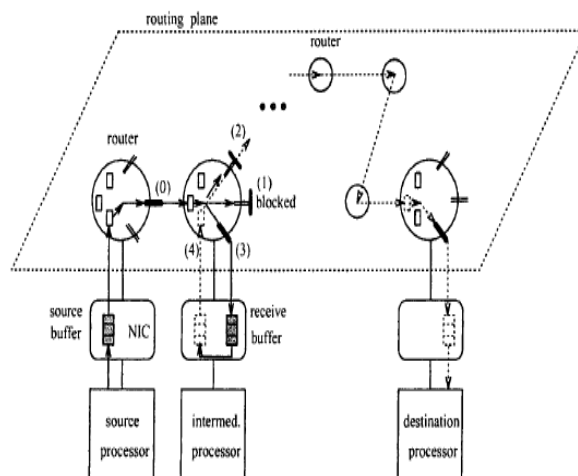 routing plane
router
router
(2)
(0)
(1)
blocked
(4)
(3)
source
buffer
NIC
receive
buffer
source
processor
intermed.
processor
destination
processor